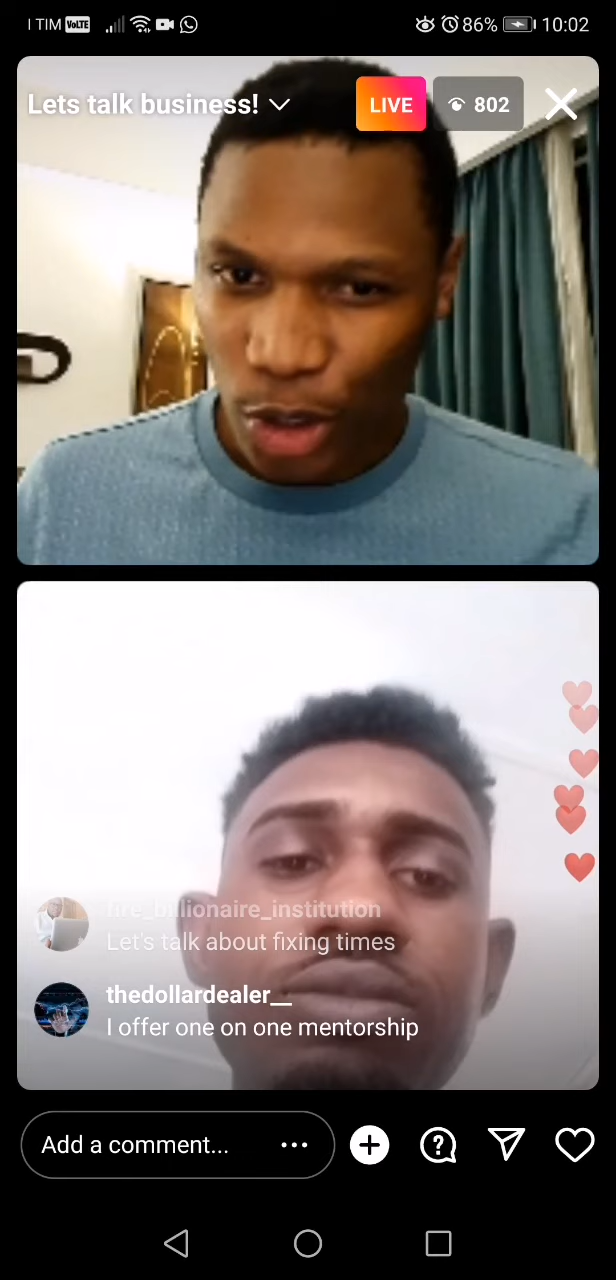 I TIM VoLTE 86% 10:02
Lets talk business! LIVE 802
fire_billionaire_institution
Let's talk about fixing times
thedollardealer__
I offer one on one mentorship
Add a comment...